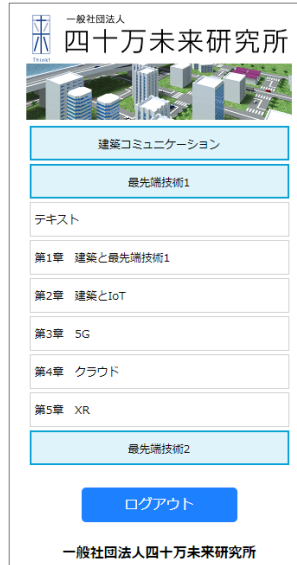 一般社団法人
四十万未来研究所
建築コミュニケーション
最先端技術1
テキスト
第1章 建築と最先端技術1
第2章 建築とIoT
第3章 5G
第4章 クラウド
第5章 XR
最先端技術2
ログアウト
一般社団法人四十万未来研究所